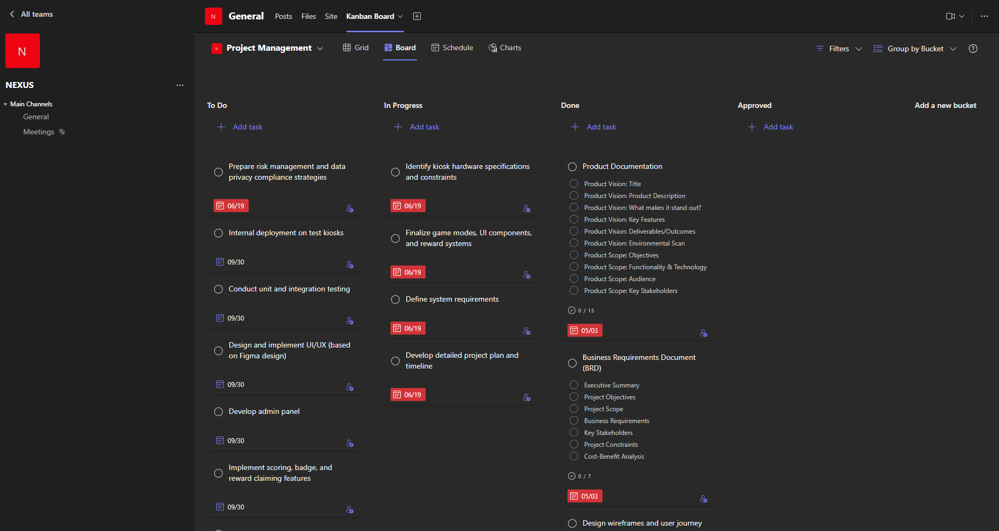 All teams
N
NEXUS
Main Channels
General
Meetings
N
General
Posts
Files
Site
Kanban Board
N
Project Management
Grid
Board
Schedule
Charts
Filters
Group by Bucket
To Do
Add task
Prepare risk management and data
privacy compliance strategies
06/19
Internal deployment on test kiosks
09/30
Conduct unit and integration testing
09/30
Design and implement UI/UX (based
on Figma design)
09/30
Develop admin panel
09/30
Implement scoring, badge, and
reward claiming features
09/30
In Progress
Add task
Identify kiosk hardware specifications
and constraints
06/19
Finalize game modes, UI components,
and reward systems
06/19
Define system requirements
06/19
Develop detailed project plan and
timeline
06/19
Done
Add task
Product Documentation
Product Vision: Title
Product Vision: Product Description
Product Vision: What makes it stand out?
Product Vision: Key Features
Product Vision: Deliverables/Outcomes
Product Vision: Environmental Scan
Product Scope: Objectives
Product Scope: Functionality & Technology
Product Scope: Audience
Product Scope: Key Stakeholders
0 / 15
05/03
Business Requirements Document
(BRD)
Executive Summary
Project Objectives
Project Scope
Business Requirements
Key Stakeholders
Project Constraints
Cost-Benefit Analysis
0 / 7
05/03
Design wireframes and user journey
Approved
Add task
Add a new bucket